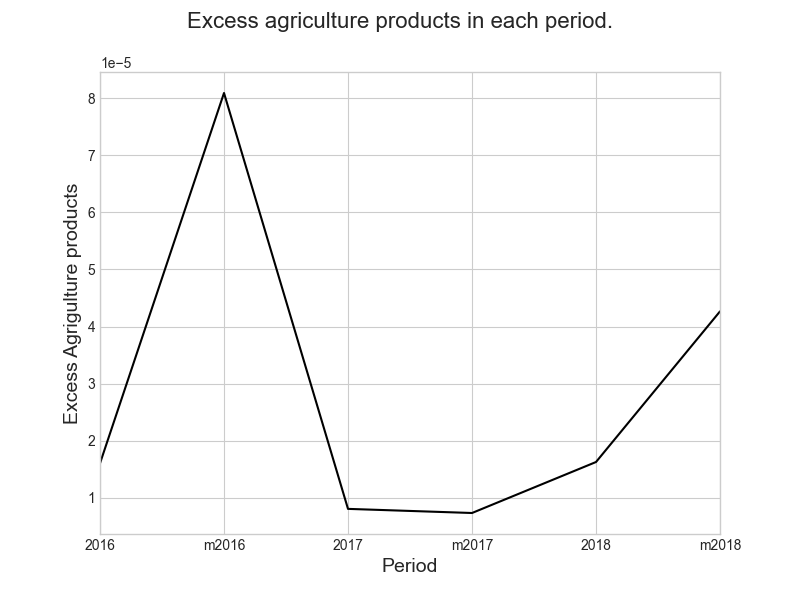 Excess agriculture products in each period.
1e−5
8
7
6
5
4
3
2
1
Excess Agrigulture products
2016 m2016 2017 m2017 2018 m2018
Period